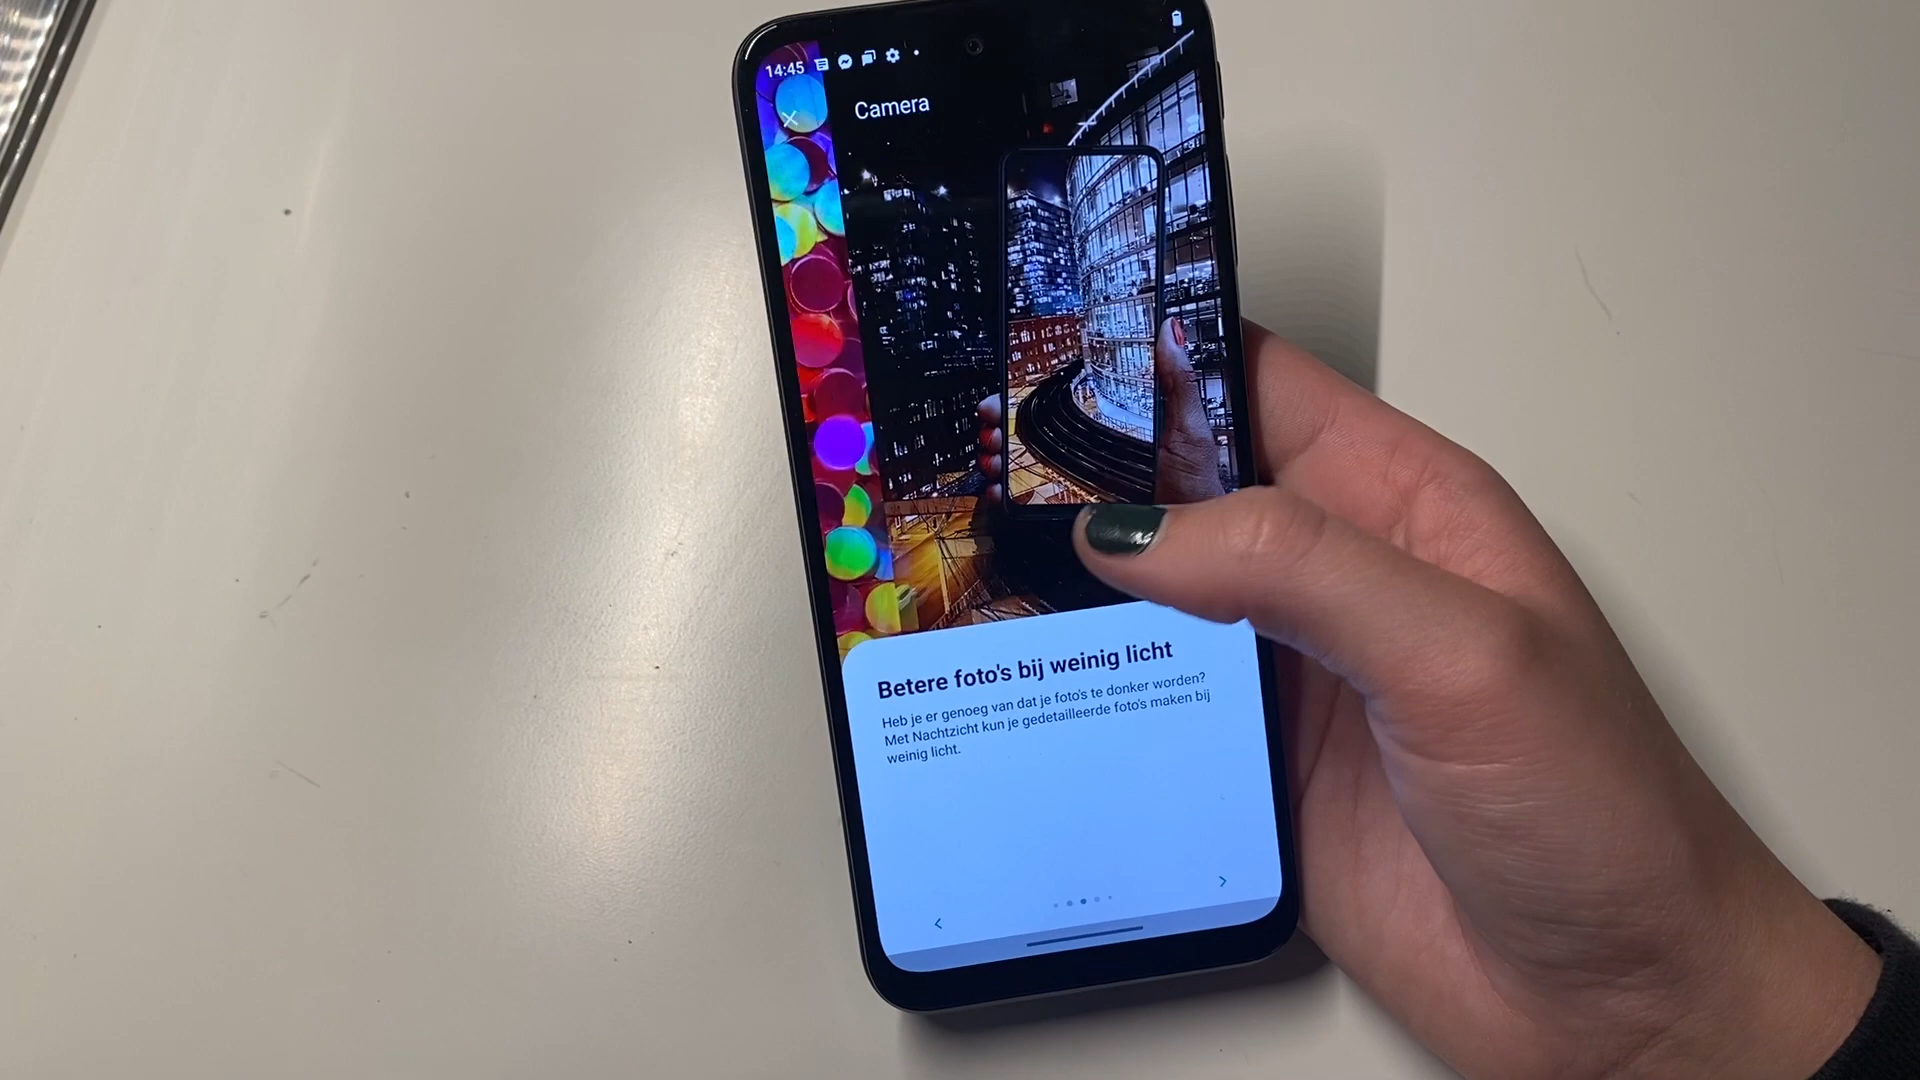 14:45
Camera
Betere foto's bij weinig licht
Heb je er genoeg van dat je foto's te donker worden?
Met Nachtzicht kun je gedetailleerde foto's maken bij
weinig licht.